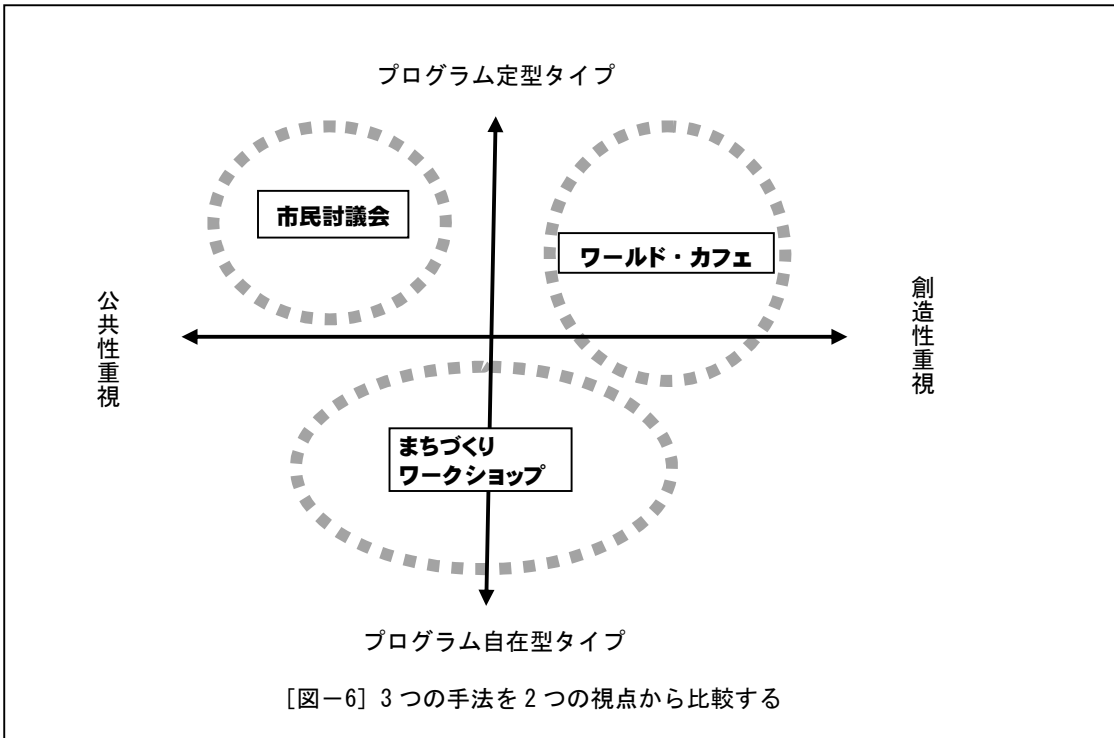 プログラム定型タイプ
市民討議会
ワールド・カフェ
公共性重視
創造性重視
まちづくり
ワークショップ
プログラム自在型タイプ
[図－6] 3つの手法を2つの視点から比較する